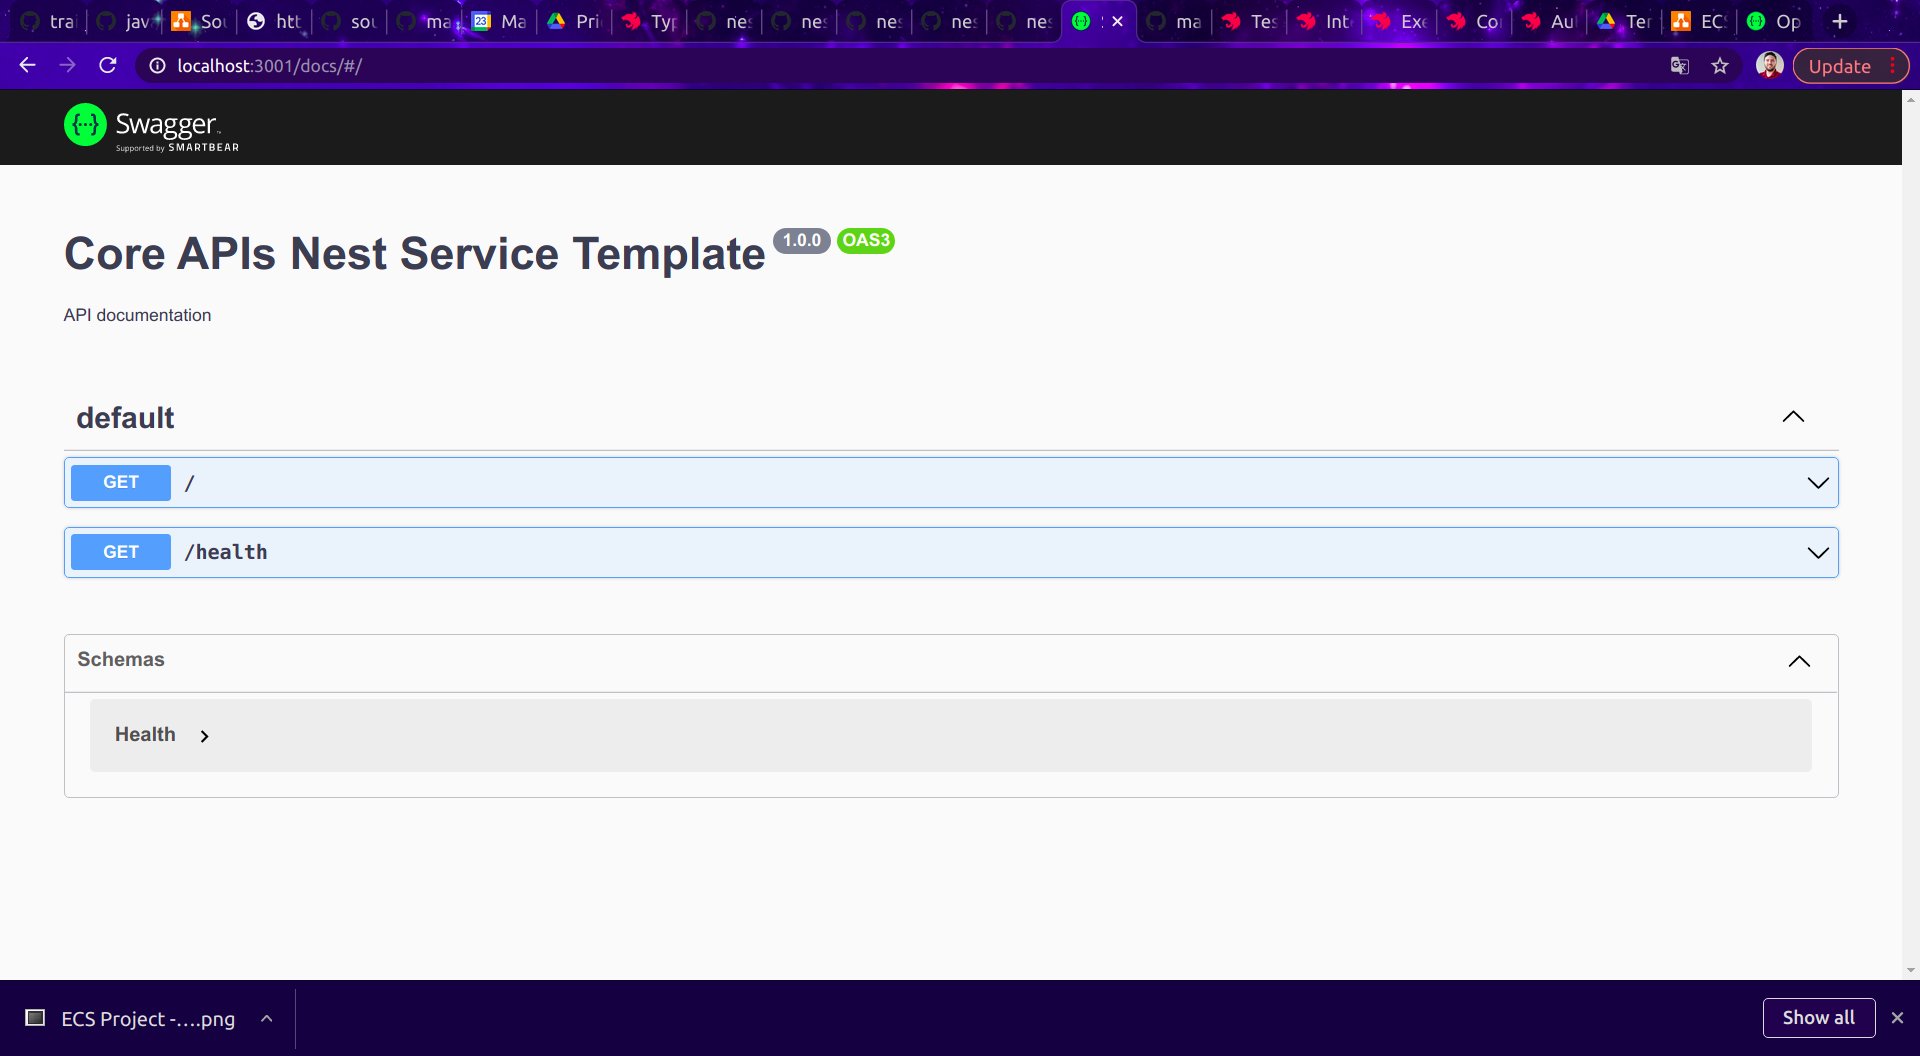 trai java Sou htt sou ma Ma Pri Typ nes nes nes nes nes ma Tes Int Exe Co Au Ter ECS Op
localhost:3001/docs/#/ Update
Swagger
Supported by SMARTBEAR
Core APIs Nest Service Template 1.0.0 OAS3
API documentation
default
GET /
GET /health
Schemas
Health
ECS Project -....png Show all